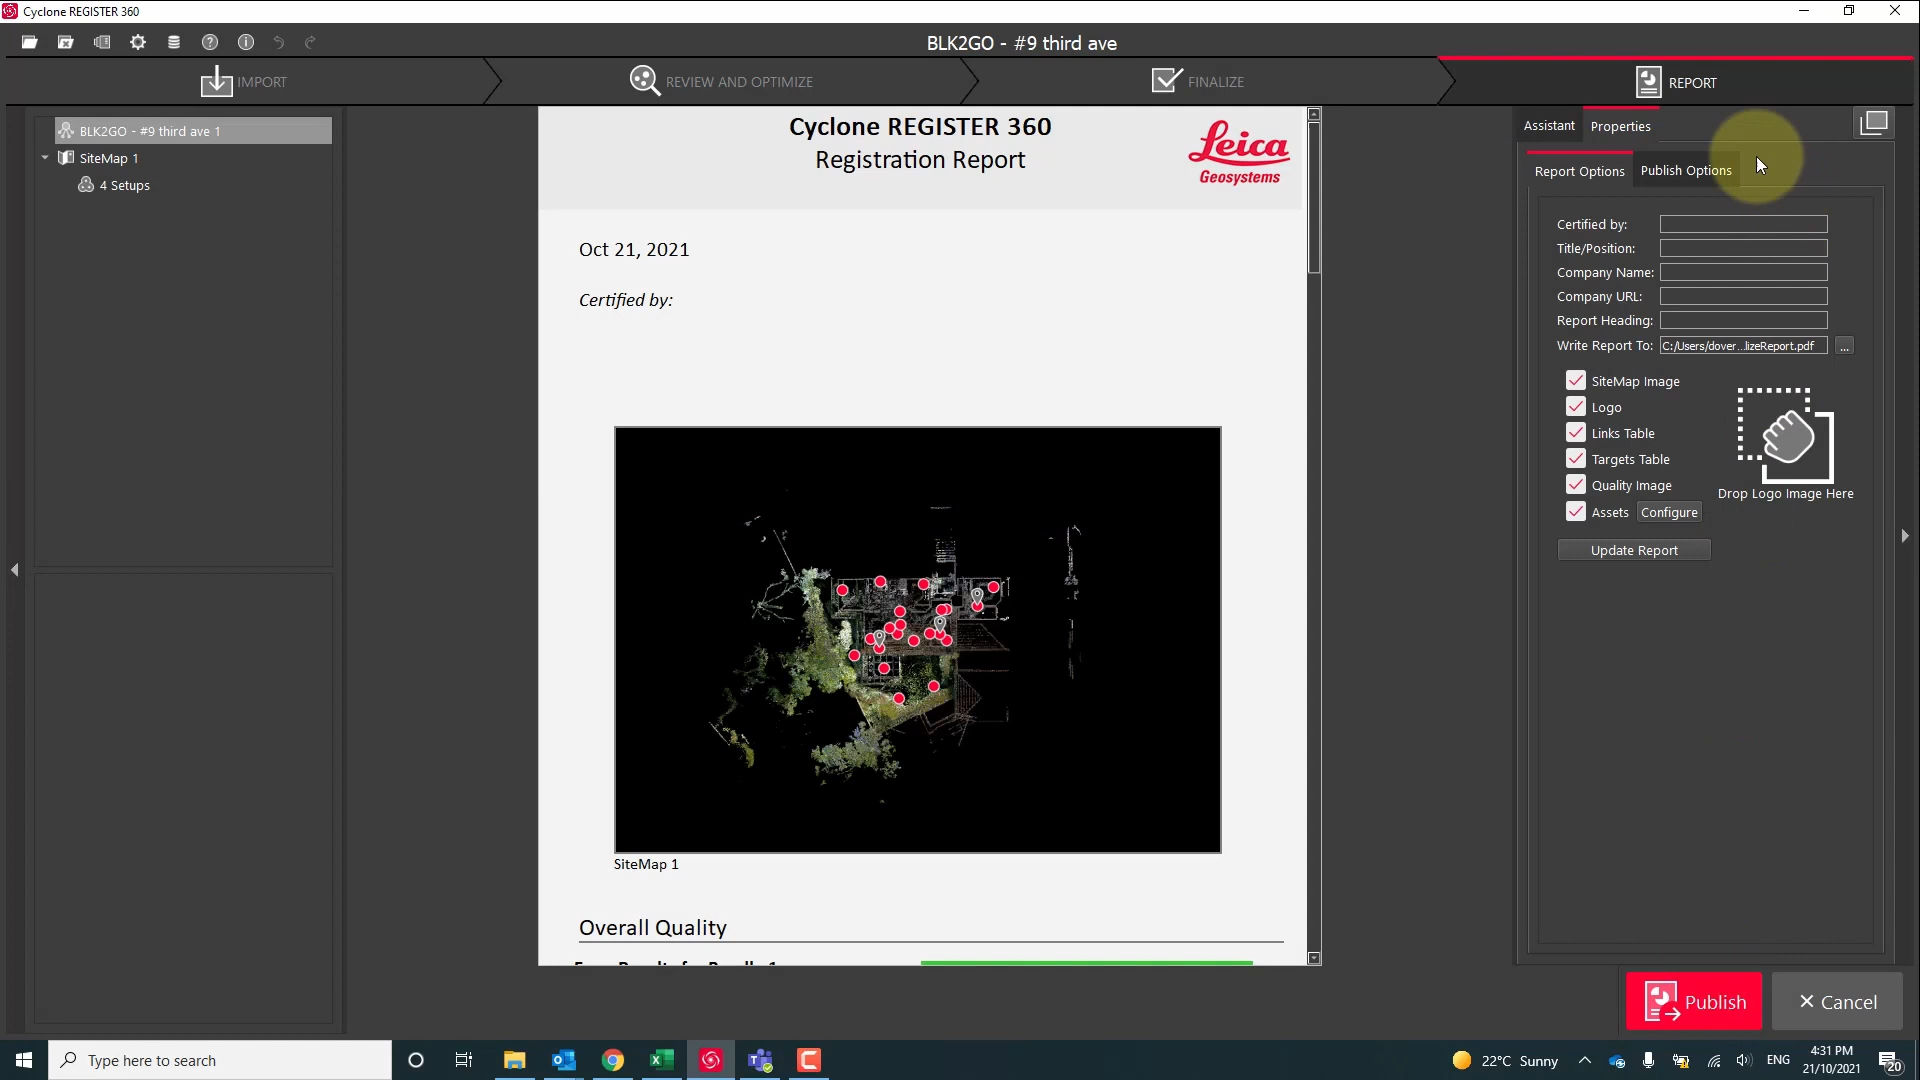 Cyclone REGISTER 360
BLK2GO - #9 third ave
IMPORT
REVIEW AND OPTIMIZE
FINALIZE
REPORT
BLK2GO - #9 third ave 1
SiteMap 1
4 Setups
Cyclone REGISTER 360
Registration Report
Leica
Geosystems
Oct 21, 2021
Certified by:
SiteMap 1
Overall Quality
Assistant
Properties
Report Options
Publish Options
Certified by:
Title/Position:
Company Name:
Company URL:
Report Heading:
Write Report To: C:/Users/dover...lizeReport.pdf ...
SiteMap Image
Logo
Links Table
Targets Table
Quality Image
Assets Configure
Drop Logo Image Here
Update Report
Publish
× Cancel
Type here to search
22°C Sunny
ENG
4:31 PM
21/10/2021
20